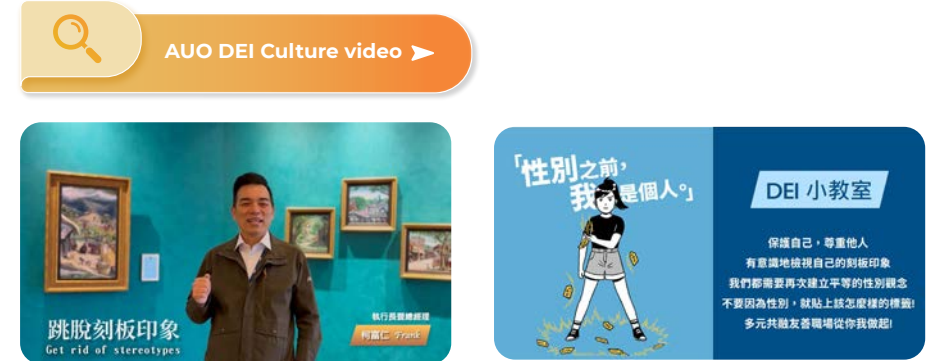 AUO DEI Culture video
跳脫刻板印象
Get rid of stereotypes
執行長暨總經理
柯富仁 Frank
「性別之前,
我 是個人。」
DEI 小教室
保護自己,尊重他人
有意識地檢視自己的刻板印象
我們都需要再次建立平等的性別觀念
不要因為性別,就貼上該怎麼樣的標籤!
多元共融友善職場從你我做起!